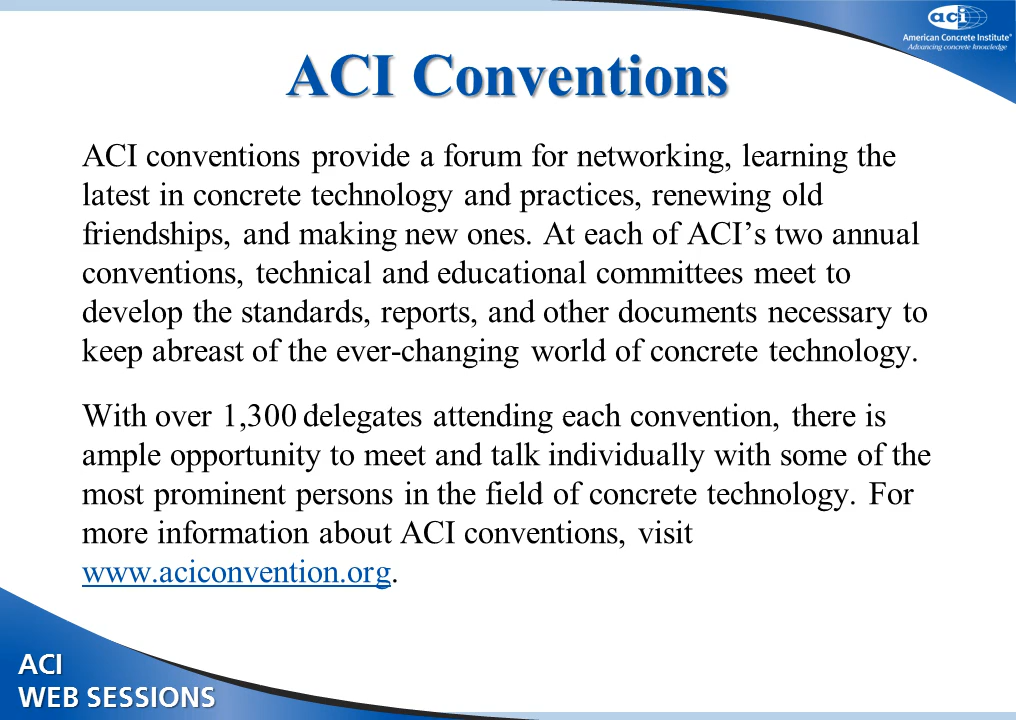 aci
American Concrete Institute®
Advancing concrete knowledge
ACI Conventions
ACI conventions provide a forum for networking, learning the
latest in concrete technology and practices, renewing old
friendships, and making new ones. At each of ACI’s two annual
conventions, technical and educational committees meet to
develop the standards, reports, and other documents necessary to
keep abreast of the ever-changing world of concrete technology.
With over 1,300 delegates attending each convention, there is
ample opportunity to meet and talk individually with some of the
most prominent persons in the field of concrete technology. For
more information about ACI conventions, visit
www.aciconvention.org.
ACI
WEB SESSIONS